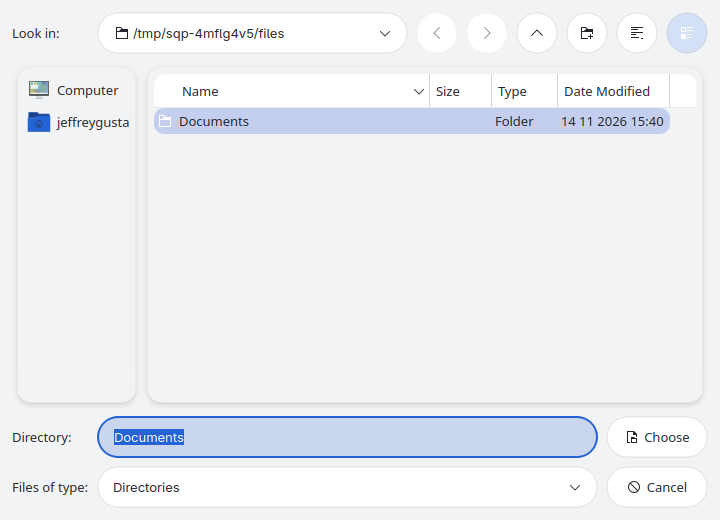 Look in:
/tmp/sqp-4mflg4v5/files
Computer
jeffreygusta
Name
Size
Type
Date Modified
Documents
Folder
14 11 2026 15:40
Directory:
Documents
Choose
Files of type:
Directories
Cancel